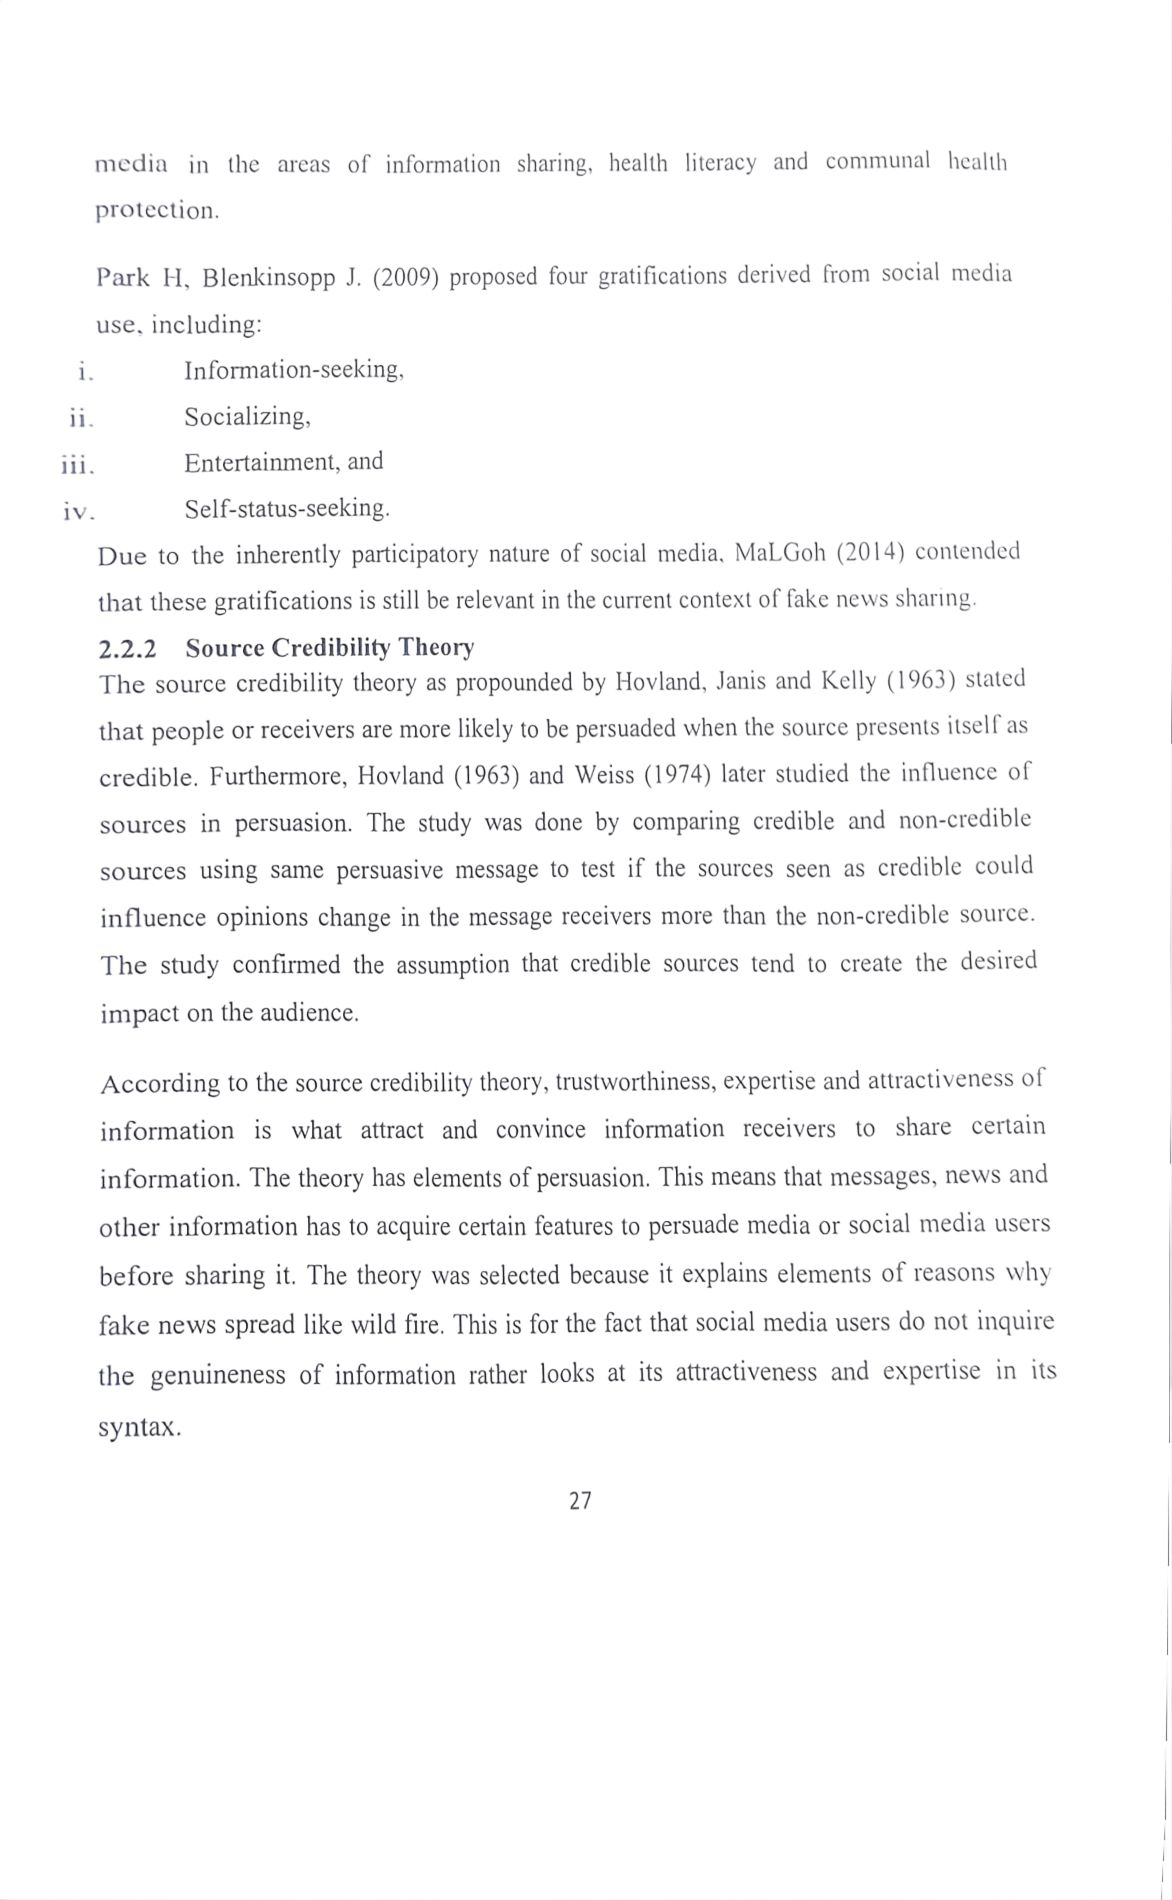 media in the areas of information sharing, health literacy and communal health
protection.
Park H, Blenkinsopp J. (2009) proposed four gratifications derived from social media
use, including:
i. Information-seeking,
ii. Socializing,
iii. Entertainment, and
iv. Self-status-seeking.
Due to the inherently participatory nature of social media, MaLGoh (2014) contended
that these gratifications is still be relevant in the current context of fake news sharing.
2.2.2 Source Credibility Theory
The source credibility theory as propounded by Hovland, Janis and Kelly (1963) stated
that people or receivers are more likely to be persuaded when the source presents itself as
credible. Furthermore, Hovland (1963) and Weiss (1974) later studied the influence of
sources in persuasion. The study was done by comparing credible and non-credible
sources using same persuasive message to test if the sources seen as credible could
influence opinions change in the message receivers more than the non-credible source.
The study confirmed the assumption that credible sources tend to create the desired
impact on the audience.
According to the source credibility theory, trustworthiness, expertise and attractiveness of
information is what attract and convince information receivers to share certain
information. The theory has elements of persuasion. This means that messages, news and
other information has to acquire certain features to persuade media or social media users
before sharing it. The theory was selected because it explains elements of reasons why
fake news spread like wild fire. This is for the fact that social media users do not inquire
the genuineness of information rather looks at its attractiveness and expertise in its
syntax.
27